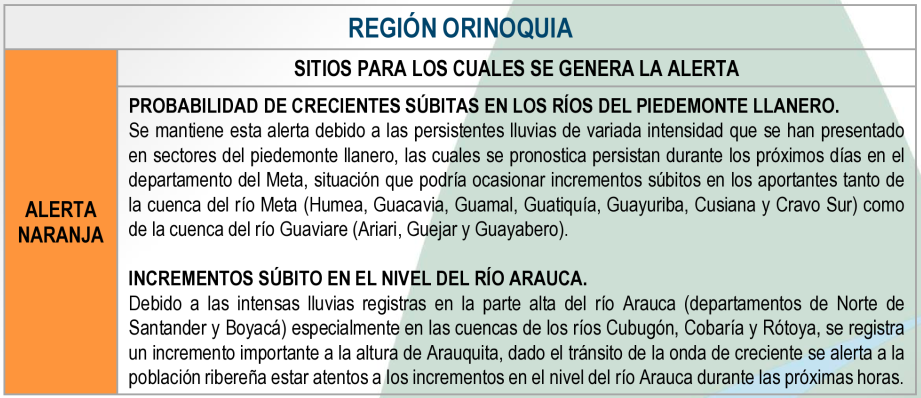 REGIÓN ORINOQUIA
SITIOS PARA LOS CUALES SE GENERA LA ALERTA
ALERTA
NARANJA
PROBABILIDAD DE CRECIENTES SÚBITAS EN LOS RÍOS DEL PIEDEMONTE LLANERO.
Se mantiene esta alerta debido a las persistentes lluvias de variada intensidad que se han presentado
en sectores del piedemonte llanero, las cuales se pronostica persistan durante los próximos días en el
departamento del Meta, situación que podría ocasionar incrementos súbitos en los aportantes tanto de
la cuenca del río Meta (Humea, Guacavia, Guamal, Guatiquía, Guayuriba, Cusiana y Cravo Sur) como
de la cuenca del río Guaviare (Ariari, Guejar y Guayabero).
INCREMENTOS SÚBITO EN EL NIVEL DEL RÍO ARAUCA.
Debido a las intensas lluvias registras en la parte alta del río Arauca (departamentos de Norte de
Santander y Boyacá) especialmente en las cuencas de los ríos Cubugón, Cobaría y Rótoya, se registra
un incremento importante a la altura de Arauquita, dado el tránsito de la onda de creciente se alerta a la
población ribereña estar atentos a los incrementos en el nivel del río Arauca durante las próximas horas.